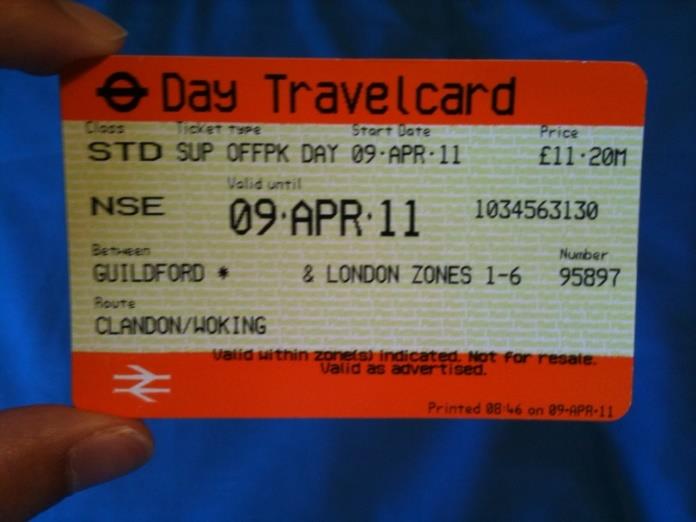 Day Travelcard
Class Ticket type Start Date Price
STD SUP OFFPK DAY 09·APR·11 £11·20M
Valid until
NSE 09·APR·11 1034563130
Between Number
GUILDFORD * & LONDON ZONES 1-6 95897
Route
CLANDON/WOKING
Valid within zone(s) indicated. Not for resale.
Valid as advertised.
Printed 08:46 on 09-APR-11